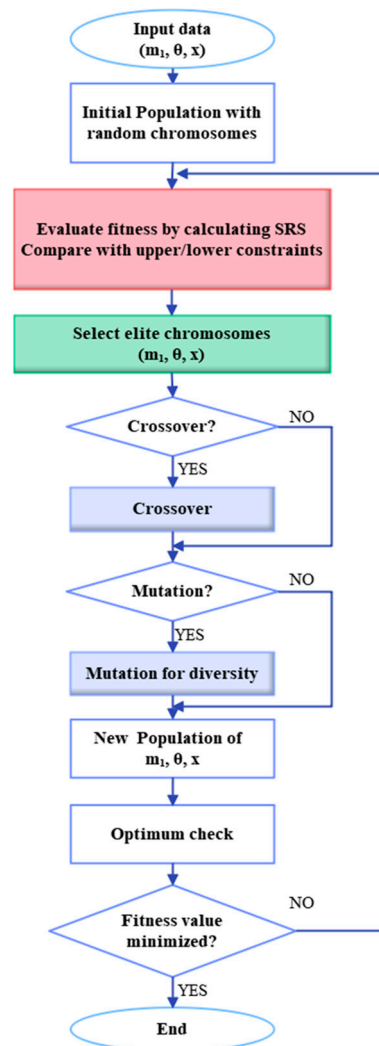 Input data
(m₁, θ, x)
Initial Population with
random chromosomes
Evaluate fitness by calculating SRS
Compare with upper/lower constraints
Select elite chromosomes
(m₁, θ, x)
Crossover?
NO
YES
Crossover
Mutation?
NO
YES
Mutation for diversity
New Population of
m₁, θ, x
Optimum check
Fitness value
minimized?
NO
YES
End